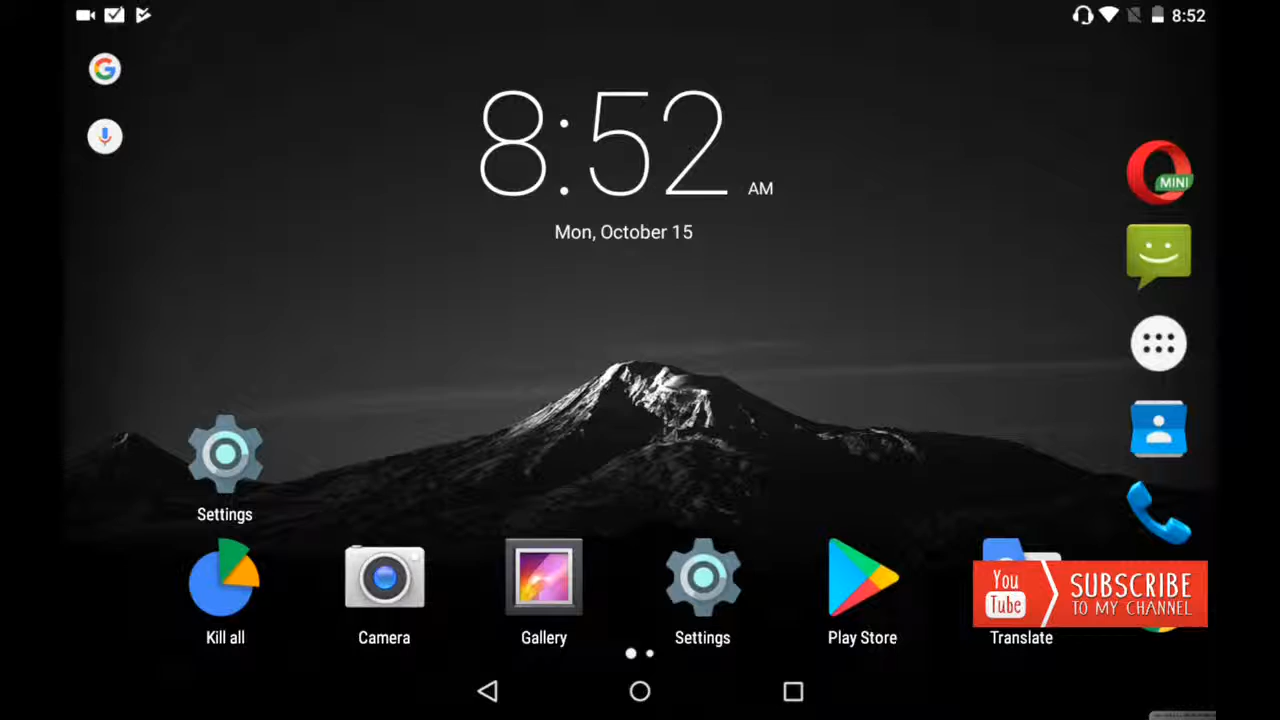 8:52
8:52 AM
Mon, October 15
MINI
Settings
You Tube
SUBSCRIBE
TO MY CHANNEL
Kill all
Camera
Gallery
Settings
Play Store
Translate